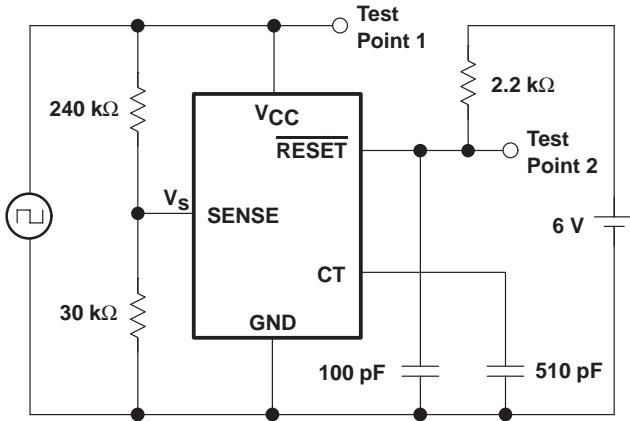 Test
Point 1
240 kΩ
2.2 kΩ
VCC
RESET
Test
Point 2
Vs
SENSE
6 V
CT
30 kΩ
GND
100 pF
510 pF